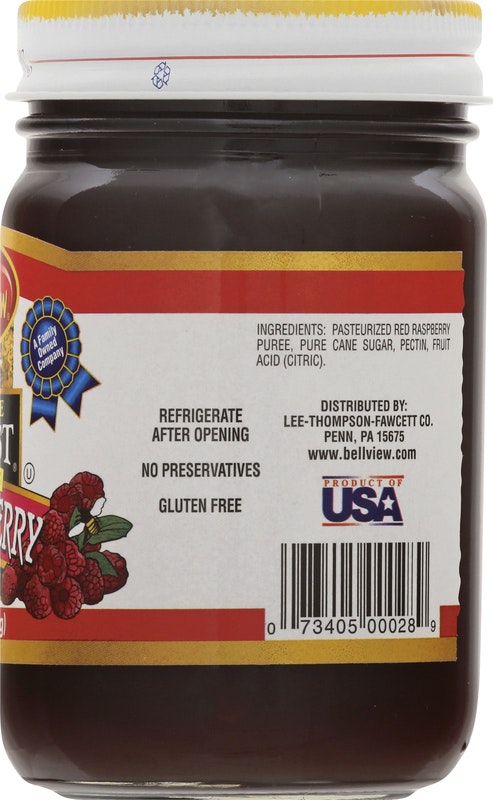 A Family
Owned
Company
U
RRY
INGREDIENTS: PASTEURIZED RED RASPBERRY
PUREE, PURE CANE SUGAR, PECTIN, FRUIT
ACID (CITRIC).
REFRIGERATE
AFTER OPENING
NO PRESERVATIVES
GLUTEN FREE
DISTRIBUTED BY:
LEE-THOMPSON-FAWCETT CO.
PENN, PA 15675
www.bellview.com
PRODUCT OF
USA
0 73405 00028 9